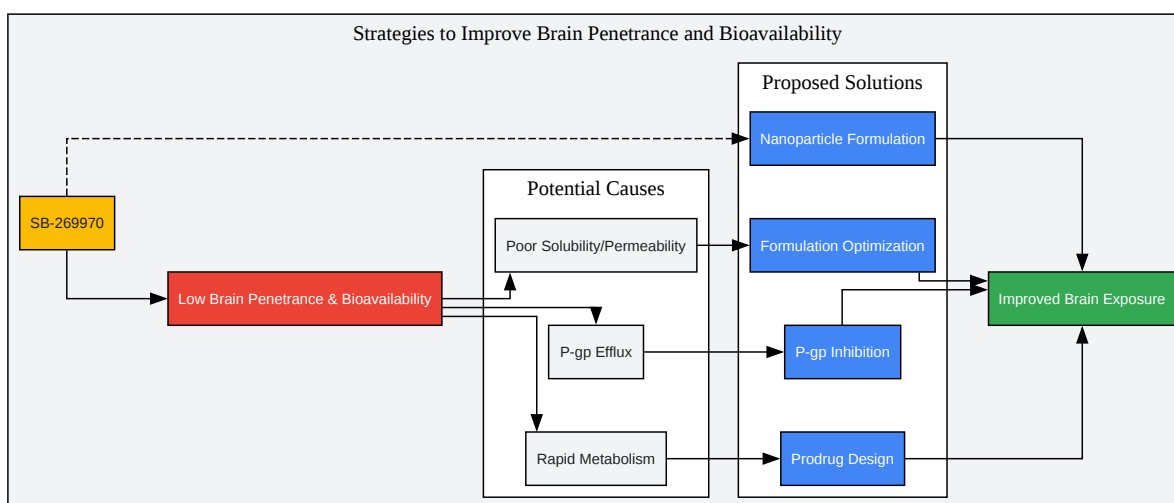 Strategies to Improve Brain Penetrance and Bioavailability
Proposed Solutions
Nanoparticle Formulation
Potential Causes
SB-269970
Poor Solubility/Permeability
Formulation Optimization
Low Brain Penetrance & Bioavailability
Improved Brain Exposure
P-gp Efflux
P-gp Inhibition
Rapid Metabolism
Prodrug Design